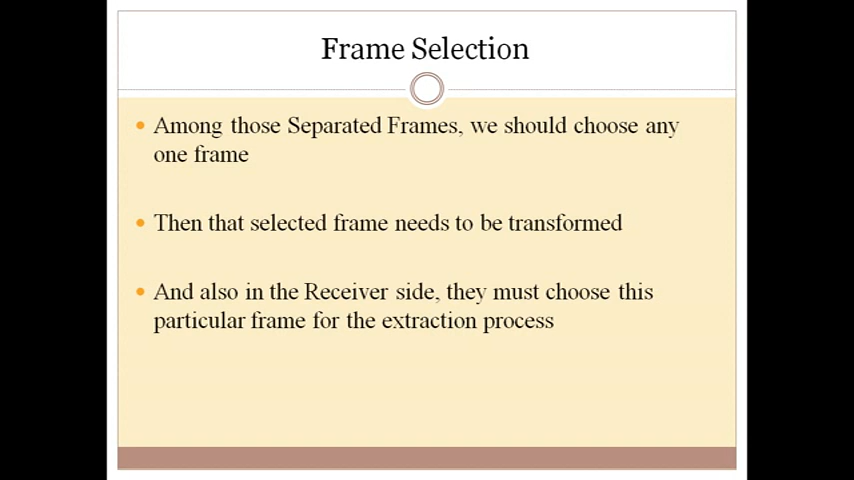 Frame Selection
Among those Separated Frames, we should choose any
one frame
Then that selected frame needs to be transformed
And also in the Receiver side, they must choose this
particular frame for the extraction process